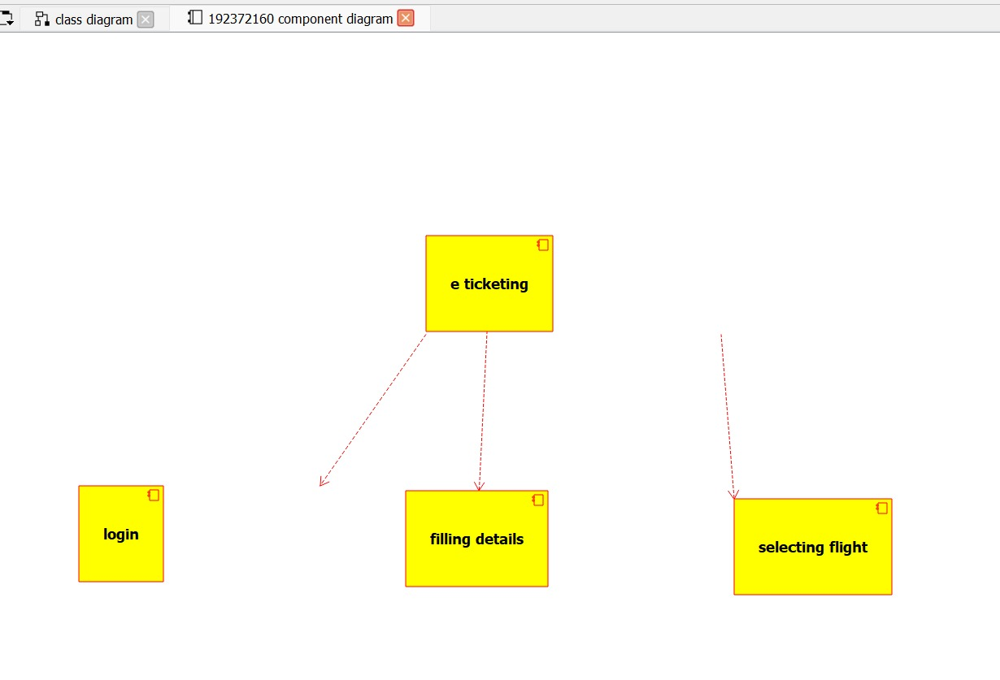 class diagram
192372160 component diagram
e ticketing
login
filling details
selecting flight